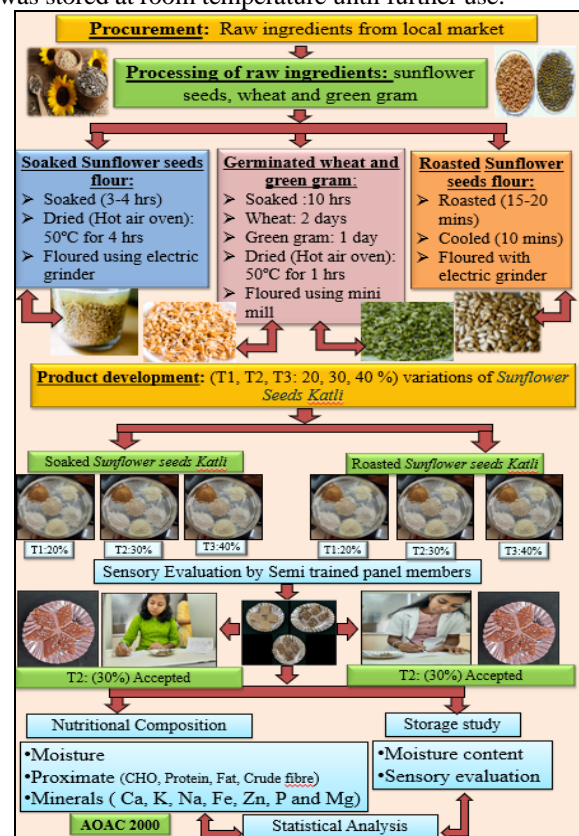 was stored at room temperature until further use.
Procurement: Raw ingredients from local market
Processing of raw ingredients: sunflower
seeds, wheat and green gram
Soaked Sunflower seeds
flour:
➢ Soaked (3-4 hrs)
➢ Dried (Hot air oven):
50ºC for 4 hrs
➢ Floured using electric
grinder
Germinated wheat and
green gram:
➢ Soaked :10 hrs
➢ Wheat: 2 days
➢ Green gram: 1 day
➢ Dried (Hot air oven):
50ºC for 1 hrs
➢ Floured using mini
mill
Roasted Sunflower
seeds flour:
➢ Roasted (15-20
mins)
➢ Cooled (10 mins)
➢ Floured with
electric grinder
Product development: (T1, T2, T3: 20, 30, 40 %) variations of Sunflower
Seeds Katli
Soaked Sunflower seeds Katli
Roasted Sunflower seeds Katli
T1:20%
T2:30%
T3:40%
T1:20%
T2:30%
T3:40%
Sensory Evaluation by Semi trained panel members
T2: (30%) Accepted
T2: (30%) Accepted
Nutritional Composition
•Moisture
•Proximate (CHO, Protein, Fat, Crude fibre)
•Minerals ( Ca, K, Na, Fe, Zn, P and Mg)
Storage study
•Moisture content
•Sensory evaluation
AOAC 2000
Statistical Analysis